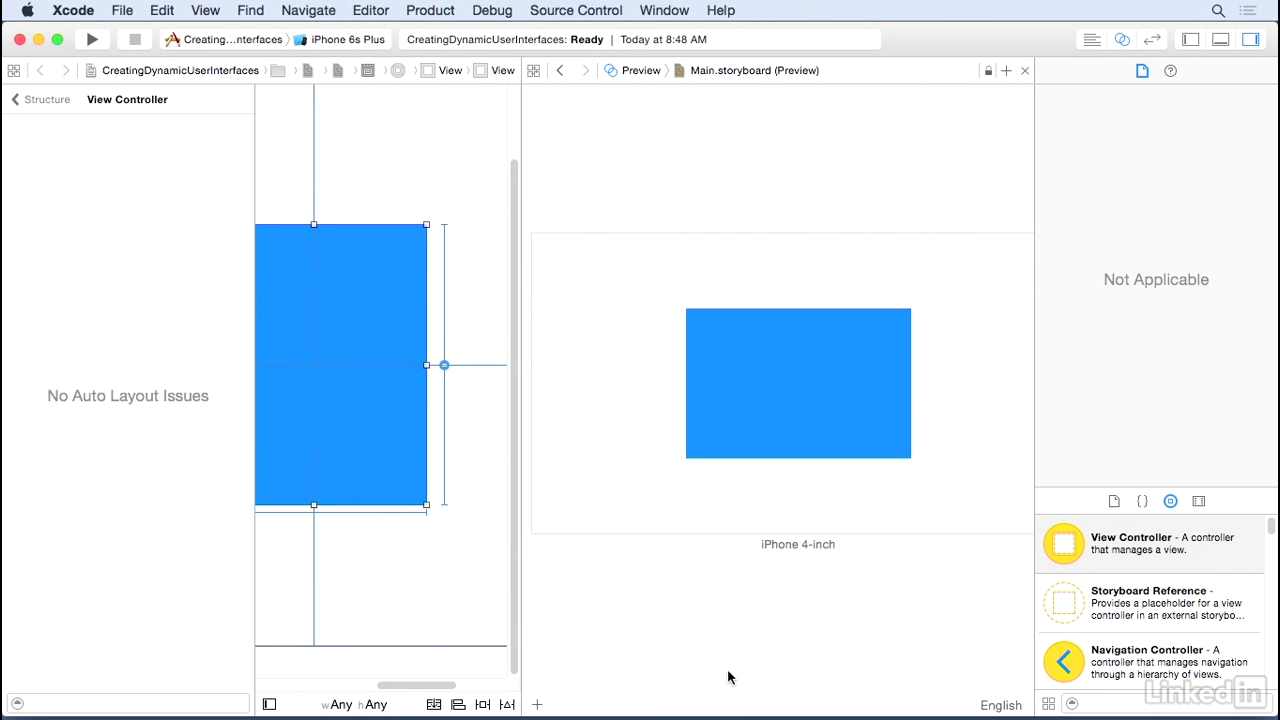 Xcode File Edit View Find Navigate Editor Product Debug Source Control Window Help
Creating...nterfaces iPhone 6s Plus CreatingDynamicUserInterfaces: Ready | Today at 8:48 AM
CreatingDynamicUserInterfaces View View Preview Main.storyboard (Preview)
Structure View Controller
No Auto Layout Issues
Not Applicable
iPhone 4-inch
View Controller - A controller
that manages a view.
Storyboard Reference -
Provides a placeholder for a view
controller in an external storybo...
Navigation Controller - A
controller that manages navigation
through a hierarchy of views.
wAny hAny
English
LinkedIn